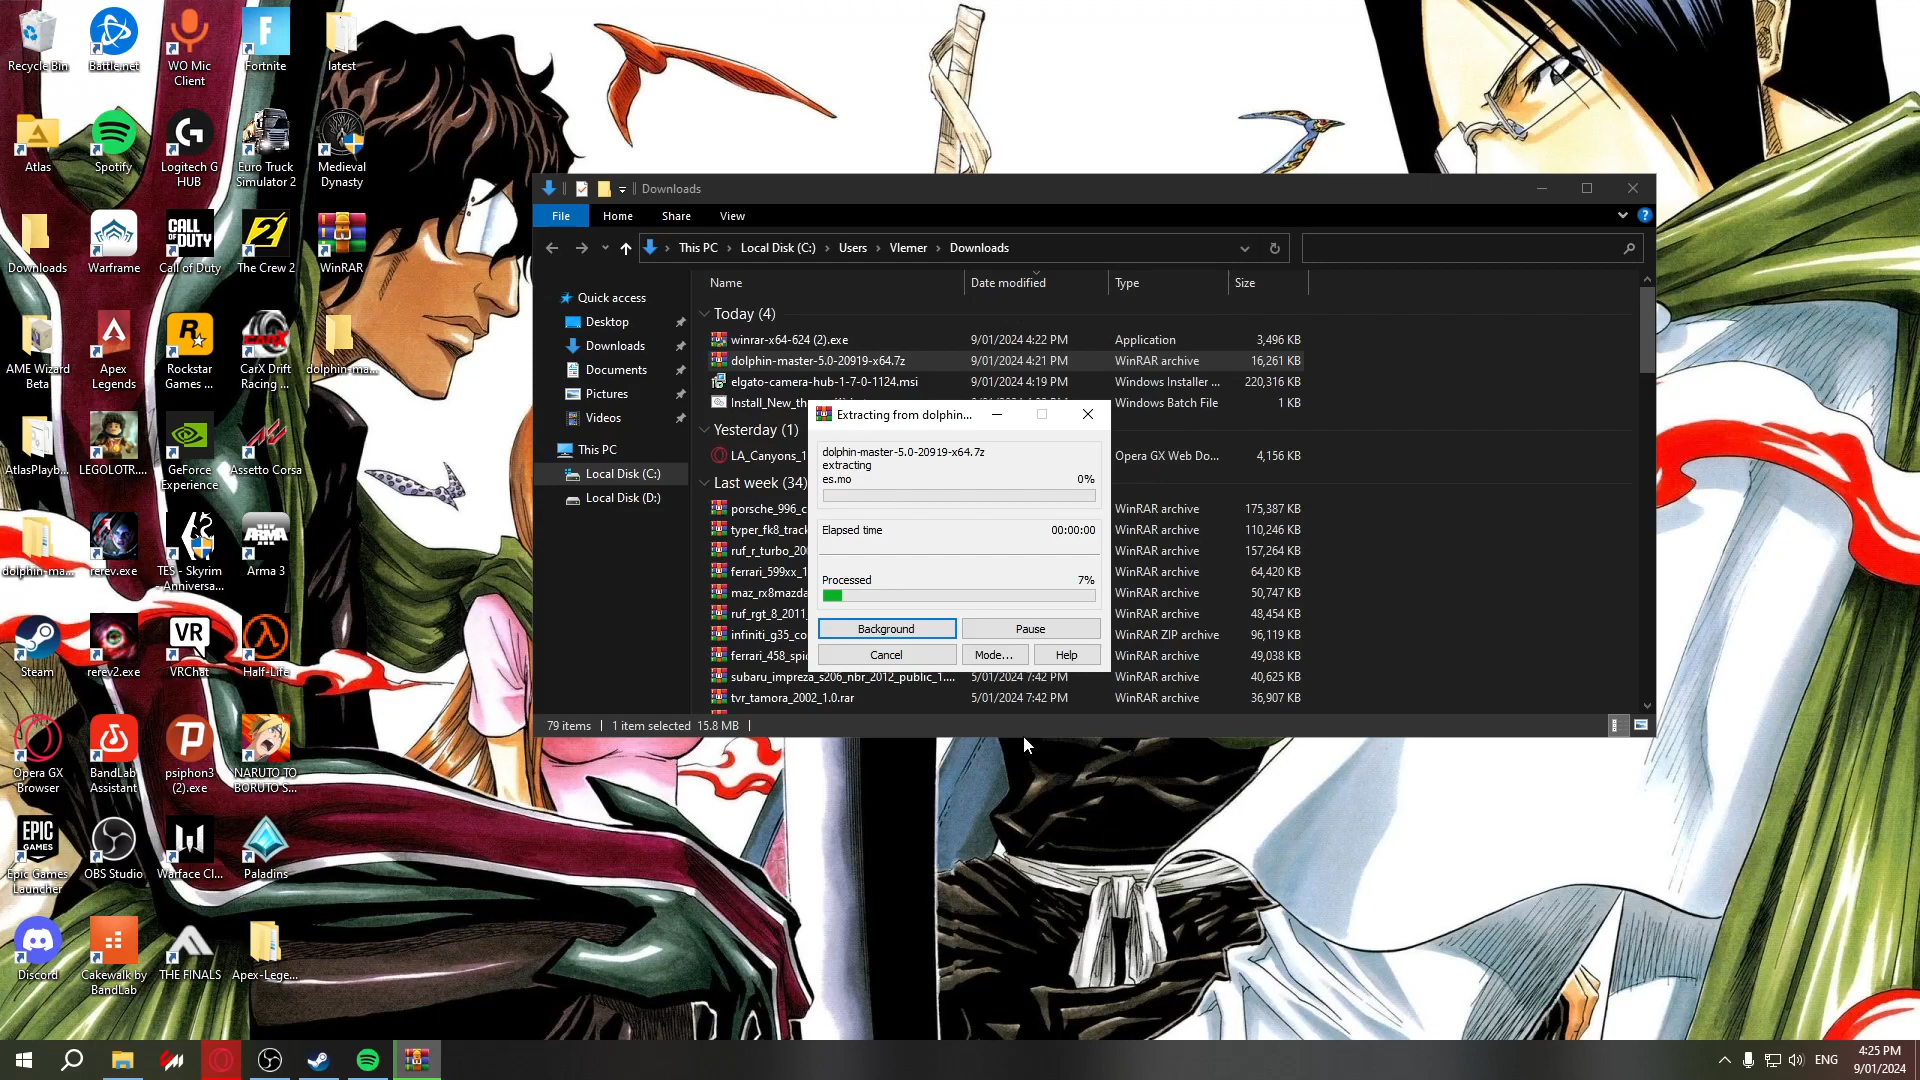 Recycle Bin
Battle.net
WO Mic
Client
Fortnite
latest
Atlas
Spotify
Logitech G
HUB
Euro Truck
Simulator 2
Medieval
Dynasty
Downloads
Warframe
CALL OF DUTY
Call of Duty
The Crew 2
WinRAR
AME Wizard
Beta
Apex
Legends
Rockstar
Games ...
CarX Drift
Racing ...
dolphin-ma...
AtlasPlayb...
LEGOLOTR....
GeForce
Experience
Assetto Corsa
dolphin-ma...
rerev.exe
TES - Skyrim
- Anniversa...
ARMA
Arma 3
Steam
rerev2.exe
VR
VRChat
Half-Life
Opera GX
Browser
BandLab
Assistant
psiphon3
(2).exe
NARUTO TO
BORUTO S...
EPIC
GAMES
Epic Games
Launcher
OBS Studio
Warface Cl...
Paladins
Discord
Cakewalk by
BandLab
THE FINALS
Apex-Lege...
Downloads
File
Home
Share
View
This PC
Local Disk (C:)
Users
Vlemer
Downloads
Quick access
Desktop
Downloads
Documents
Pictures
Videos
This PC
Local Disk (C:)
Local Disk (D:)
Name
Date modified
Type
Size
Today (4)
winrar-x64-624 (2).exe 9/01/2024 4:22 PM Application 3,496 KB
dolphin-master-5.0-20919-x64.7z 9/01/2024 4:21 PM WinRAR archive 16,261 KB
elgato-camera-hub-1-7-0-1124.msi 9/01/2024 4:19 PM Windows Installer ... 220,316 KB
Windows Batch File 1 KB
Yesterday (1)
LA_Canyons_1 Opera GX Web Do... 4,156 KB
Last week (34)
porsche_996_c WinRAR archive 175,387 KB
typer_fk8_track WinRAR archive 110,246 KB
ruf_r_turbo_20 WinRAR archive 157,264 KB
ferrari_599xx_1 WinRAR archive 64,420 KB
maz_rx8mazda WinRAR archive 50,747 KB
ruf_rgt_8_2011_ WinRAR archive 48,454 KB
infiniti_g35_co WinRAR ZIP archive 96,119 KB
ferrari_458_spi WinRAR archive 49,038 KB
subaru_impreza_s206_nbr_2012_public_1.... 5/01/2024 7:42 PM WinRAR archive 40,625 KB
tvr_tamora_2002_1.0.rar 5/01/2024 7:42 PM WinRAR archive 36,907 KB
79 items
1 item selected 15.8 MB
Extracting from dolphin...
dolphin-master-5.0-20919-x64.7z
extracting
es.mo 0%
Elapsed time 00:00:00
Processed 7%
Background
Pause
Cancel
Mode...
Help
ENG
4:25 PM
9/01/2024